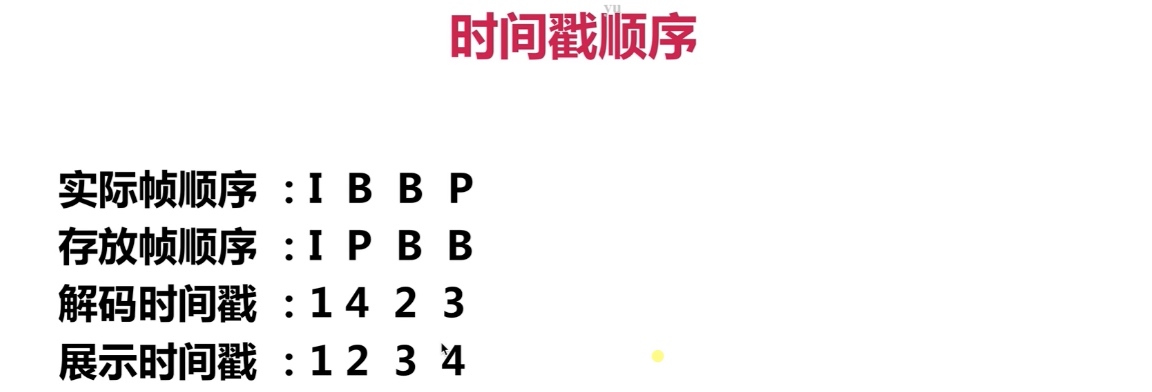 时间戳顺序
实际帧顺序 ：I B B P
存放帧顺序 ：I P B B
解码时间戳 ：1 4 2 3
展示时间戳 ：1 2 3 4